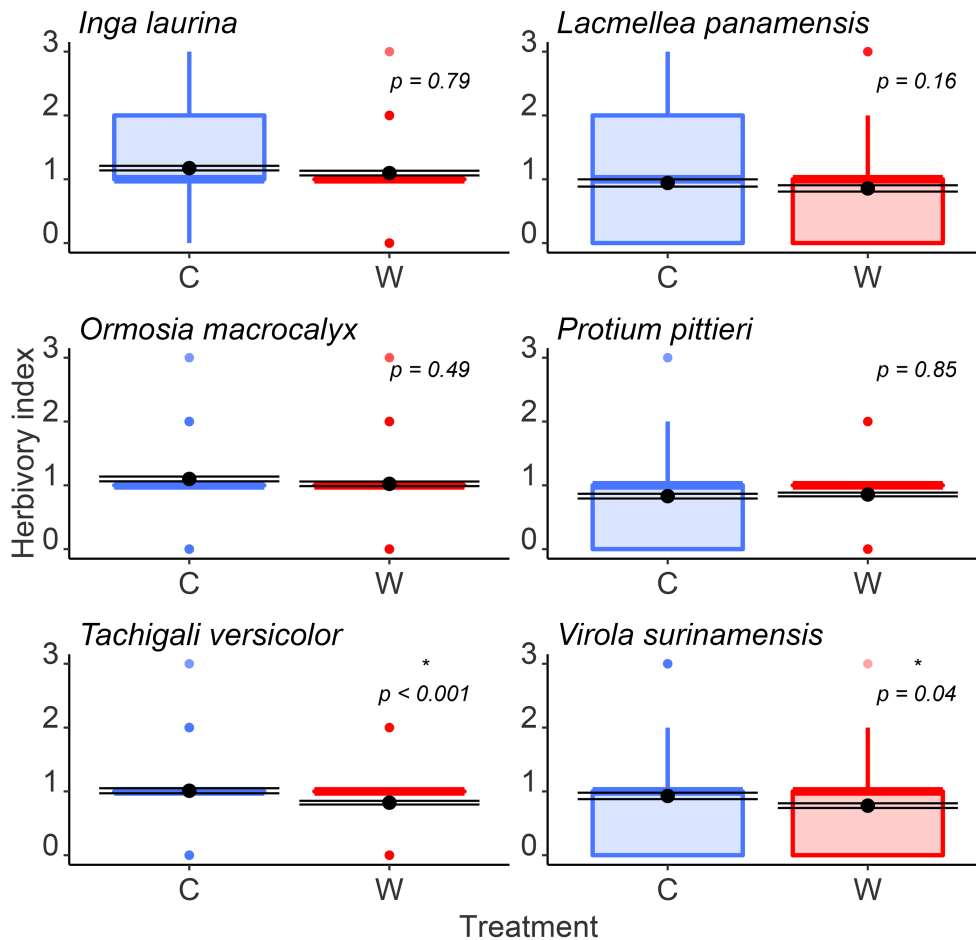 Inga laurina
3
2
1
0
p = 0.79
C
W
Lacmellea panamensis
3
2
1
0
p = 0.16
C
W
Ormosia macrocalyx
3
2
1
0
p = 0.49
C
W
Protium pittieri
3
2
1
0
p = 0.85
C
W
Tachigali versicolor
3
2
1
0
*
p < 0.001
C
W
Virola surinamensis
3
2
1
0
*
p = 0.04
C
W
Herbivory index
Treatment